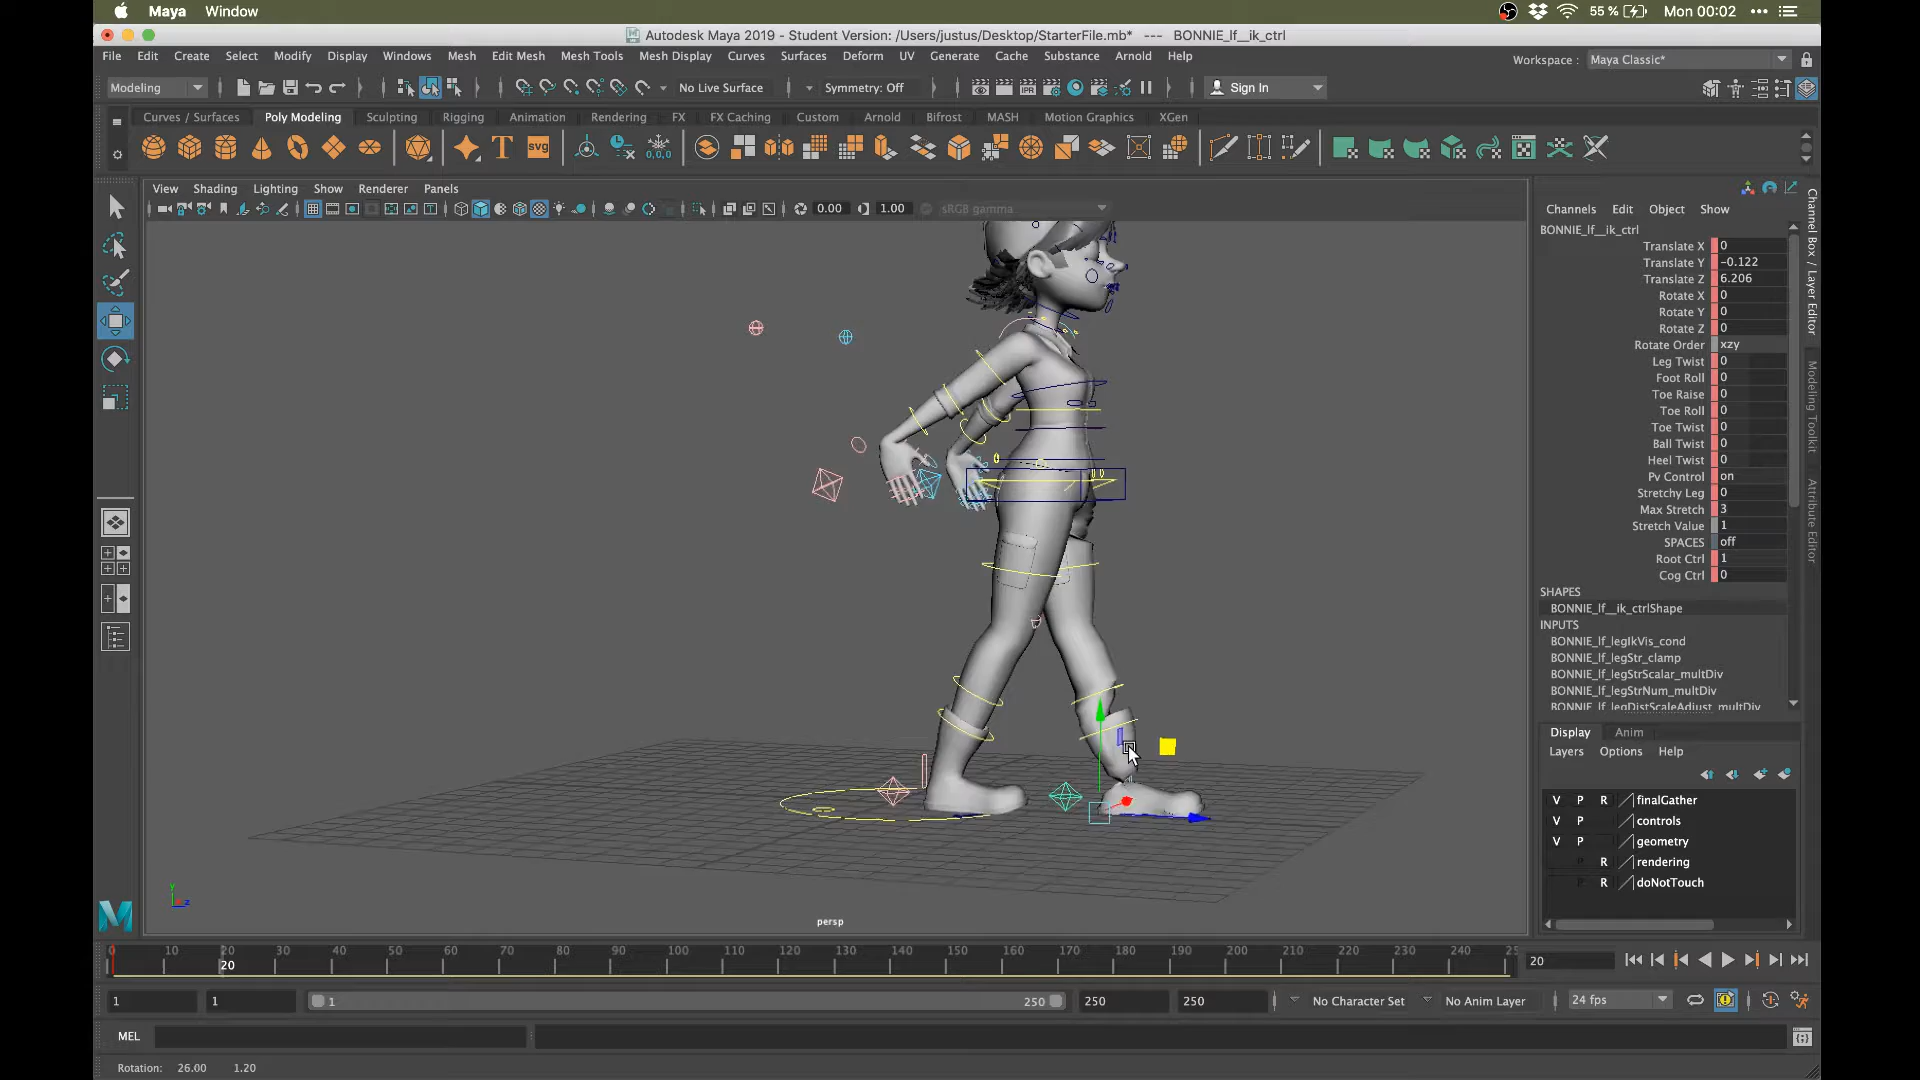 Maya Window
55 % Mon 00:02
Autodesk Maya 2019 - Student Version: /Users/justus/Desktop/StarterFile.mb* --- BONNIE_lf__ik_ctrl
File Edit Create Select Modify Display Windows Mesh Edit Mesh Mesh Tools Mesh Display Curves Surfaces Deform UV Generate Cache Substance Arnold Help
Workspace : Maya Classic*
Modeling No Live Surface Symmetry: Off Sign In
Curves / Surfaces Poly Modeling Sculpting Rigging Animation Rendering FX FX Caching Custom Arnold Bifrost MASH Motion Graphics XGen
T svg 0,0,0
View Shading Lighting Show Renderer Panels
0.00 1.00 sRGB gamma
Channels Edit Object Show
BONNIE_lf__ik_ctrl
Translate X 0
Translate Y -0.122
Translate Z 6.206
Rotate X 0
Rotate Y 0
Rotate Z 0
Rotate Order xzy
Leg Twist 0
Foot Roll 0
Toe Raise 0
Toe Roll 0
Toe Twist 0
Ball Twist 0
Heel Twist 0
Pv Control on
Stretchy Leg 0
Max Stretch 3
Stretch Value 1
SPACES off
Root Ctrl 1
Cog Ctrl 0
SHAPES
BONNIE_lf__ik_ctrlShape
INPUTS
BONNIE_lf_legIkVis_cond
BONNIE_lf_legStr_clamp
BONNIE_lf_legStrScalar_multDiv
BONNIE_lf_legStrNum_multDiv
BONNIE_lf_legDistScaleAdjust_multDiv
Channel Box / Layer Editor
Modeling Toolkit
Attribute Editor
Display Anim
Layers Options Help
V P R finalGather
V P controls
V P geometry
P R rendering
P R doNotTouch
y
z
persp
0 10 20 30 40 50 60 70 80 90 100 110 120 130 140 150 160 170 180 190 200 210 220 230 240 25
20
20
1 1 1 250 250 250 No Character Set No Anim Layer 24 fps
MEL
Rotation: 26.00 1.20